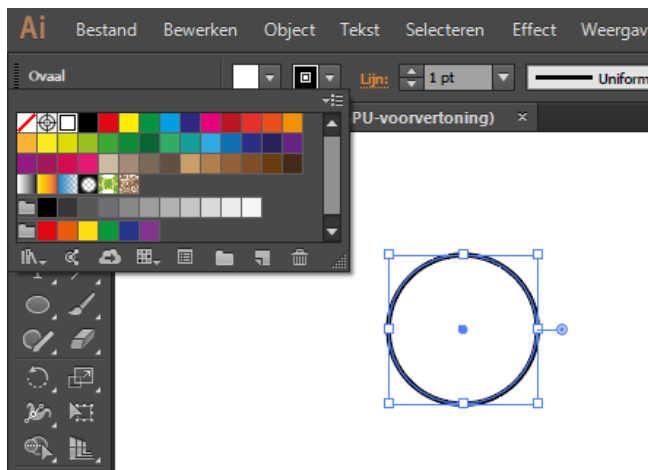 Ai Bestand Bewerken Object Tekst Selecteren Effect Weergav
Ovaal Lijn: 1 pt Uniform
PU-voorvertoning) ×